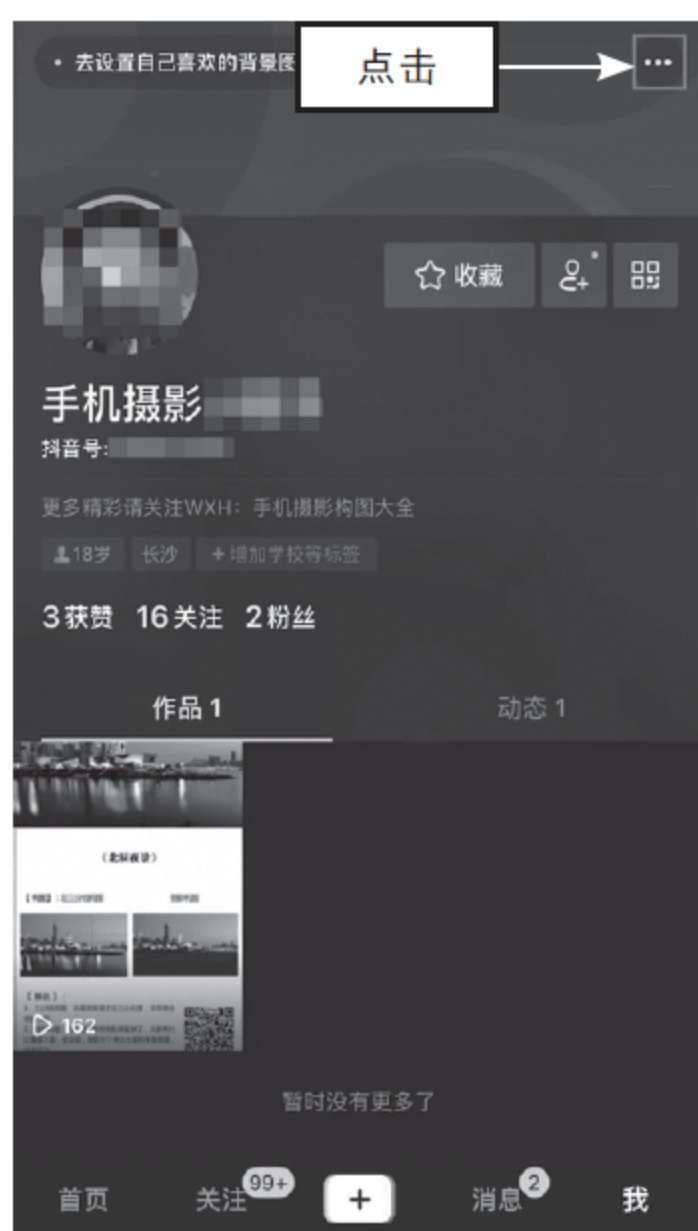 • 去设置自己喜欢的背景图
点击
收藏
手机摄影
抖音号:
更多精彩请关注WXH：手机摄影构图大全
18岁 长沙 +增加学校等标签
3获赞 16关注 2粉丝
作品 1 动态 1
《北辰夜景》
162
暂时没有更多了
首页 关注 99+ + 消息 2 我